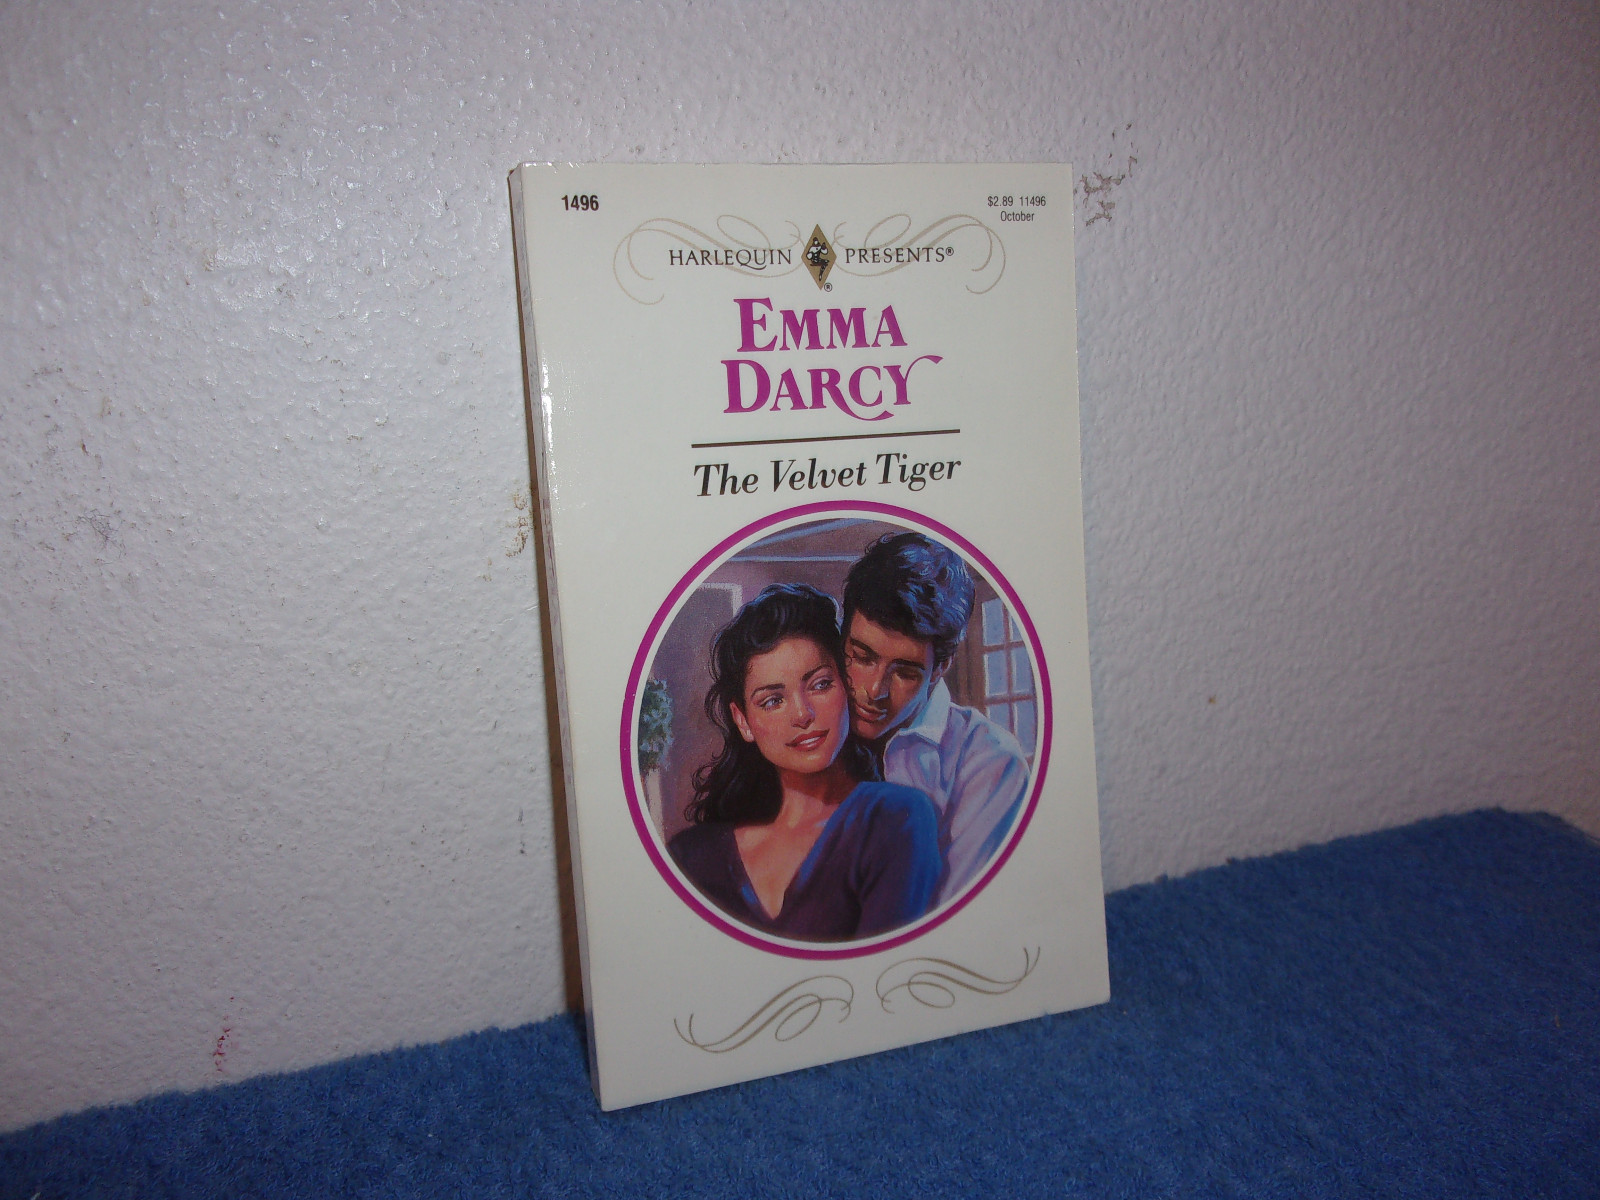 1496
$2.89 11496
October
HARLEQUIN PRESENTS®
®
EMMA
DARCY
The Velvet Tiger